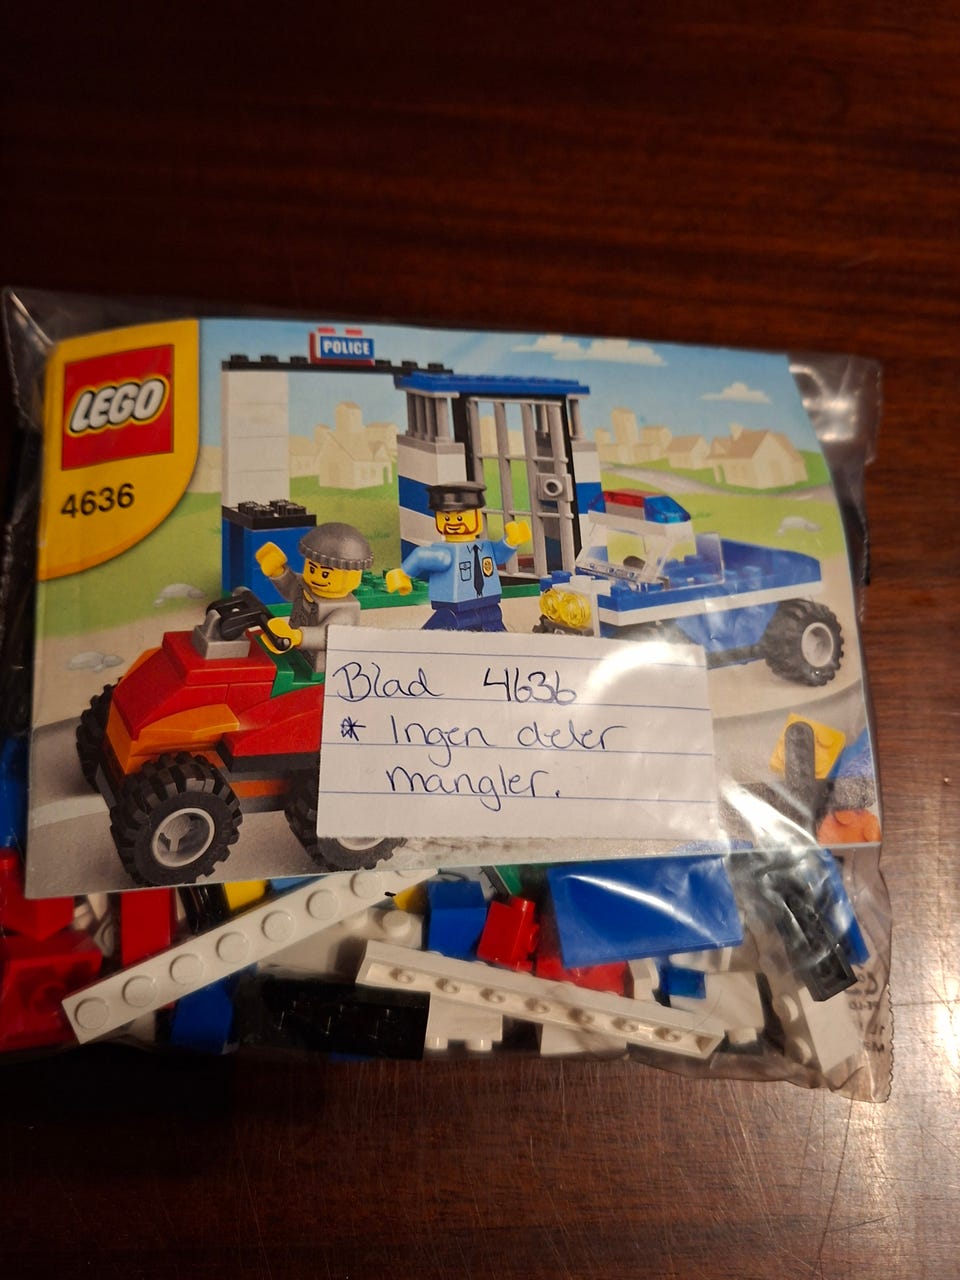 POLICE
LEGO
4636
Blad 4636
* Ingen deler
mangler.